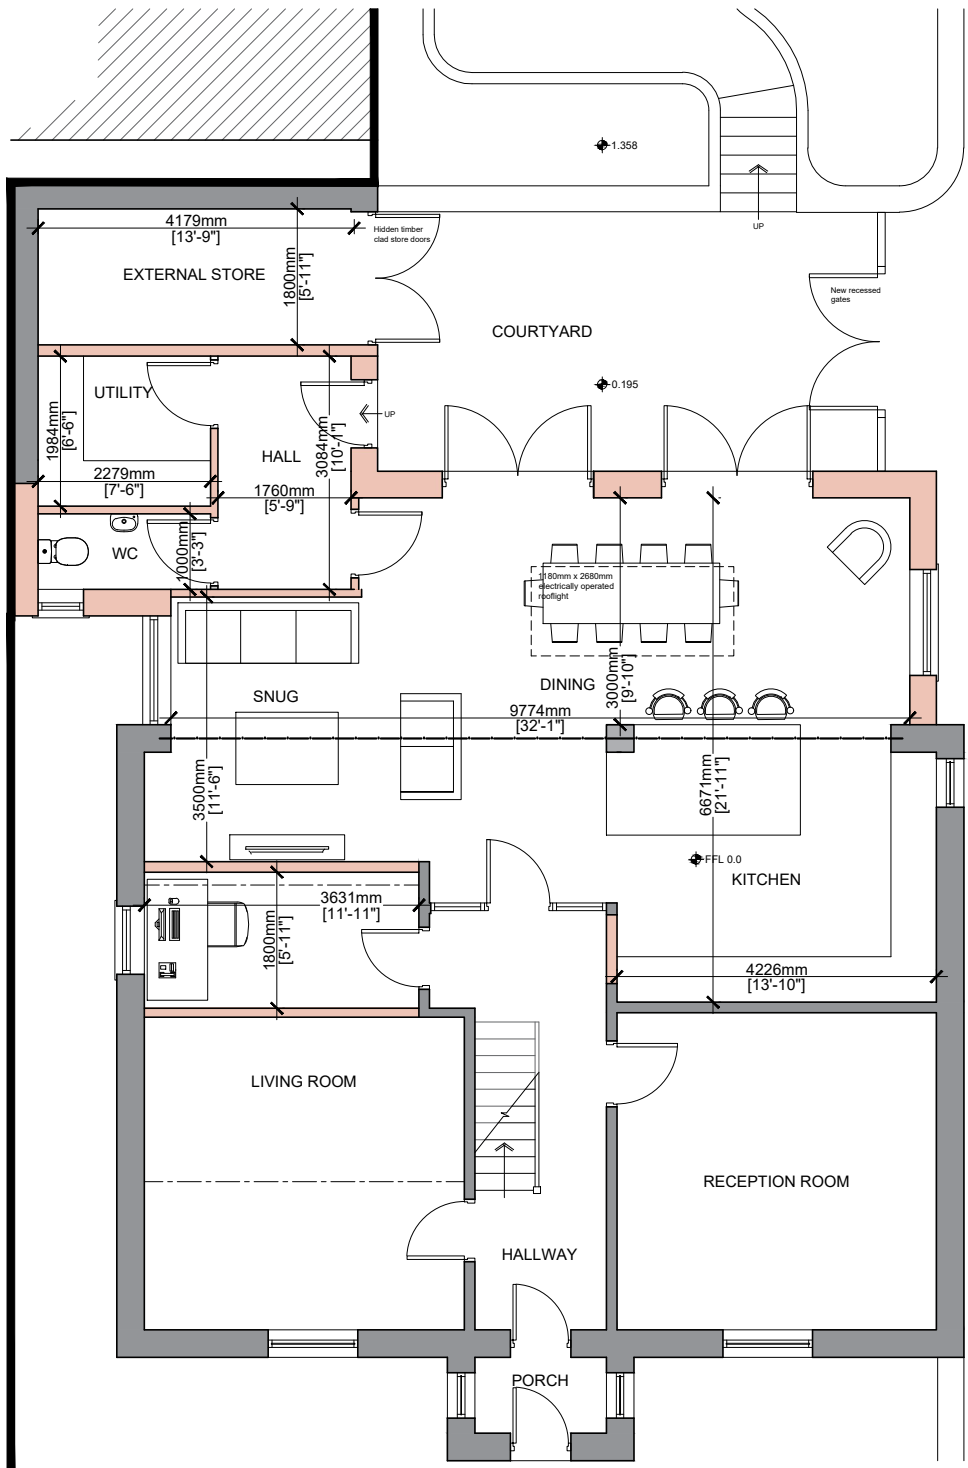 1.358
4179mm
[13'-9"]
Hidden timber
clad store doors
UP
EXTERNAL STORE
1800mm
[5'-11"]
New recessed
gates
COURTYARD
0.195
UTILITY
UP
1984mm
[6'-6"]
HALL
3084mm
[10'-1"]
2279mm
[7'-6"]
1760mm
[5'-9"]
WC
1000mm
[3'-3"]
1180mm x 2680mm
electrically operated
rooflight
SNUG
DINING
3000mm
[9'-10"]
9774mm
[32'-1"]
3500mm
[11'-6"]
6671mm
[21'-11"]
FFL 0.0
KITCHEN
3631mm
[11'-11"]
1800mm
[5'-11"]
4226mm
[13'-10"]
LIVING ROOM
RECEPTION ROOM
HALLWAY
PORCH